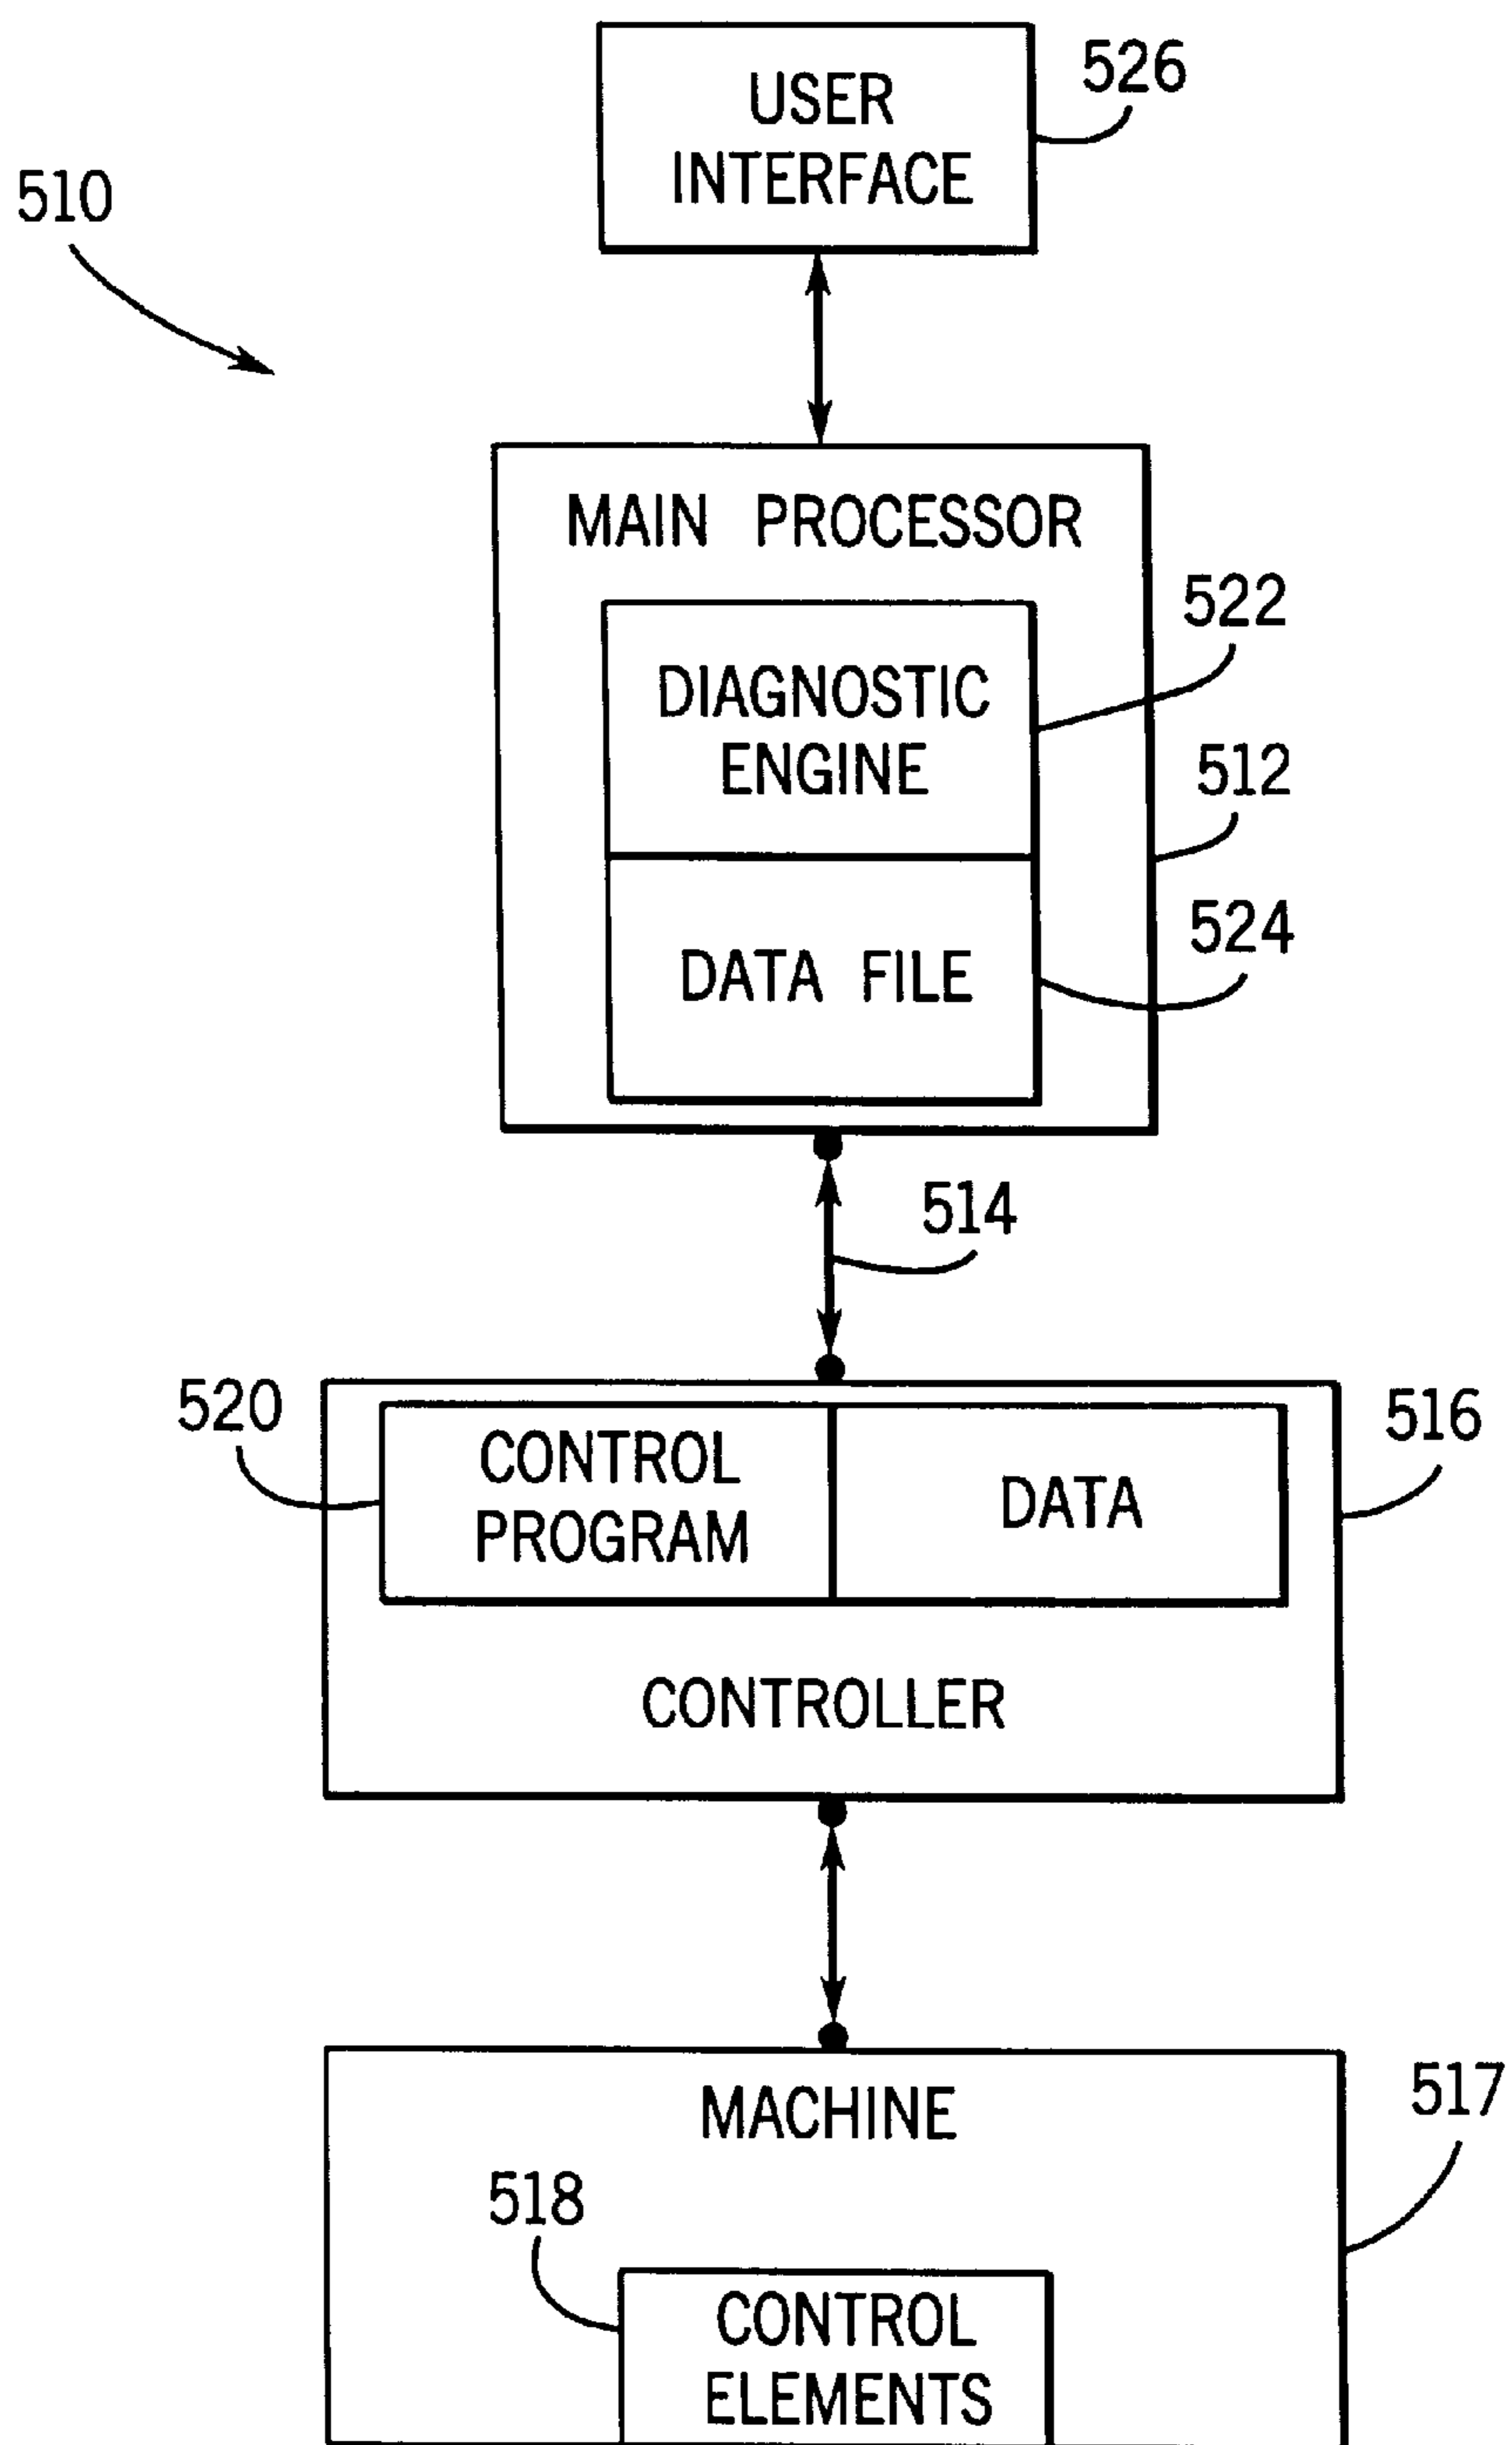 USER
INTERFACE
526
510
MAIN PROCESSOR
522
DIAGNOSTIC
ENGINE
512
524
DATA FILE
514
520
CONTROL
PROGRAM
DATA
516
CONTROLLER
MACHINE
517
518
CONTROL
ELEMENTS